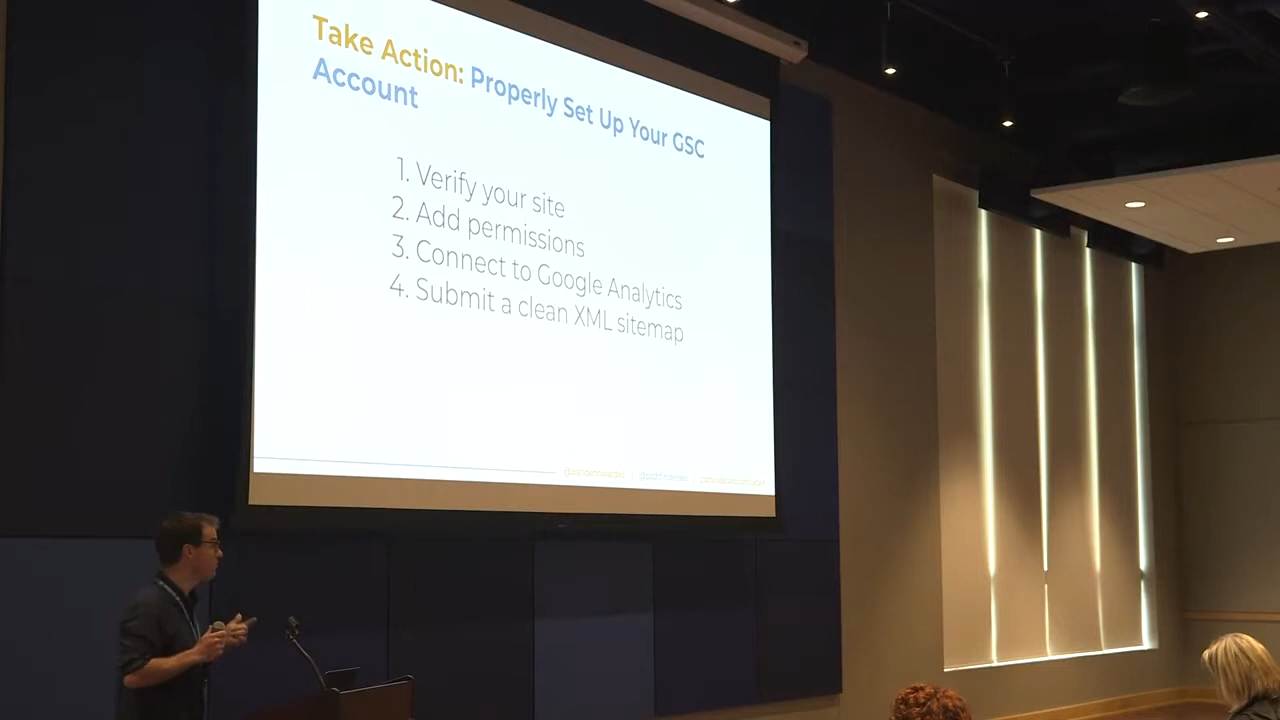 Take Action: Properly Set Up Your GSC
Account
1. Verify your site
2. Add permissions
3. Connect to Google Analytics
4. Submit a clean XML sitemap